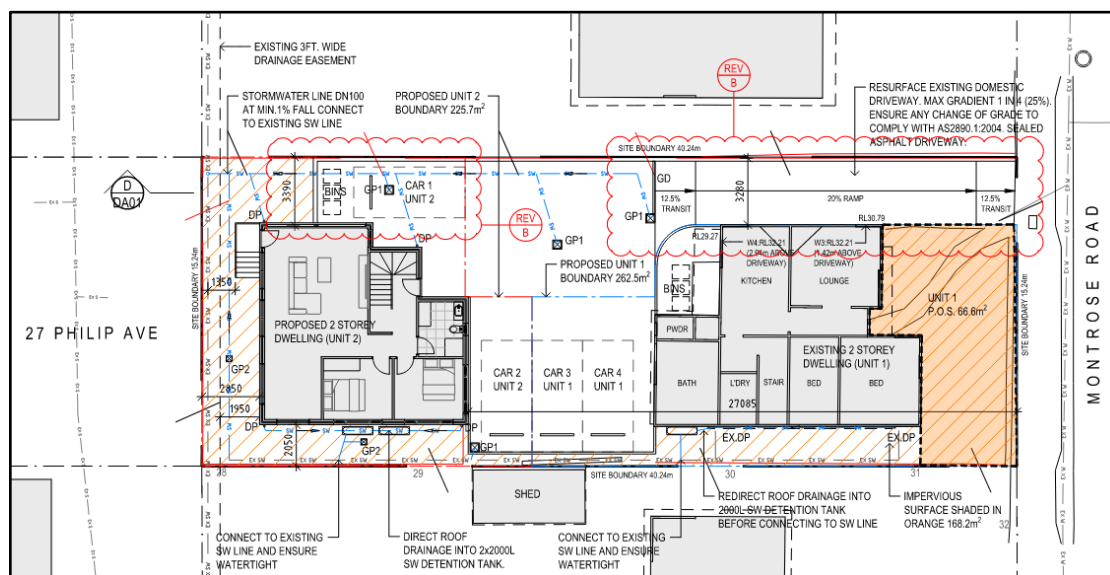 EXISTING 3FT. WIDE
DRAINAGE EASEMENT
STORMWATER LINE DN100
AT MIN.1% FALL CONNECT
TO EXISTING SW LINE
PROPOSED UNIT 2
BOUNDARY 225.7m²
REV
B
RESURFACE EXISTING DOMESTIC
DRIVEWAY. MAX GRADIENT 1 IN 4 (25%).
ENSURE ANY CHANGE OF GRADE TO
COMPLY WITH AS2890.1:2004. SEALED
ASPHALTY DRIVEWAY.
SITE BOUNDARY 40.24m
D
DA01
3390
BINS
GP1
CAR 1
UNIT 2
GD
3280
12.5%
TRANSIT
20% RAMP
12.5%
TRANSIT
DP
DP
REV
B
GP1
GP1
RL30.79
RL29.27
W4:RL32.21
ABOVE
DRIVEWAY)
W3:RL32.21
(1.42m ABOVE
DRIVEWAY)
PROPOSED UNIT 1
BOUNDARY 262.5m²
KITCHEN
LOUNGE
BINS
1350
SITE BOUNDARY 15.24m
UNIT 1
P.O.S. 66.6m²
SITE BOUNDARY 15.24m
MONTROSE ROAD
27 PHILIP AVE
PROPOSED 2 STOREY
DWELLING (UNIT 2)
PWDR
EXISTING 2 STOREY
DWELLING (UNIT 1)
GP2
CAR 2
UNIT 2
CAR 3
UNIT 1
CAR 4
UNIT 1
BATH
L'DRY
STAIR
BED
BED
2850
1950
27085
DP
DP
2050
GP2
GP1
EX.DP
EX.DP
28
29
30
31
32
SITE BOUNDARY 40.24m
SHED
CONNECT TO EXISTING
SW LINE AND ENSURE
WATERTIGHT
DIRECT ROOF
DRAINAGE INTO 2x2000L
SW DETENTION TANK.
CONNECT TO EXISTING
SW LINE AND ENSURE
WATERTIGHT
REDIRECT ROOF DRAINAGE INTO
2000L SW DETENTION TANK
BEFORE CONNECTING TO SW LINE
IMPERVIOUS
SURFACE SHADED IN
ORANGE 168.2m²